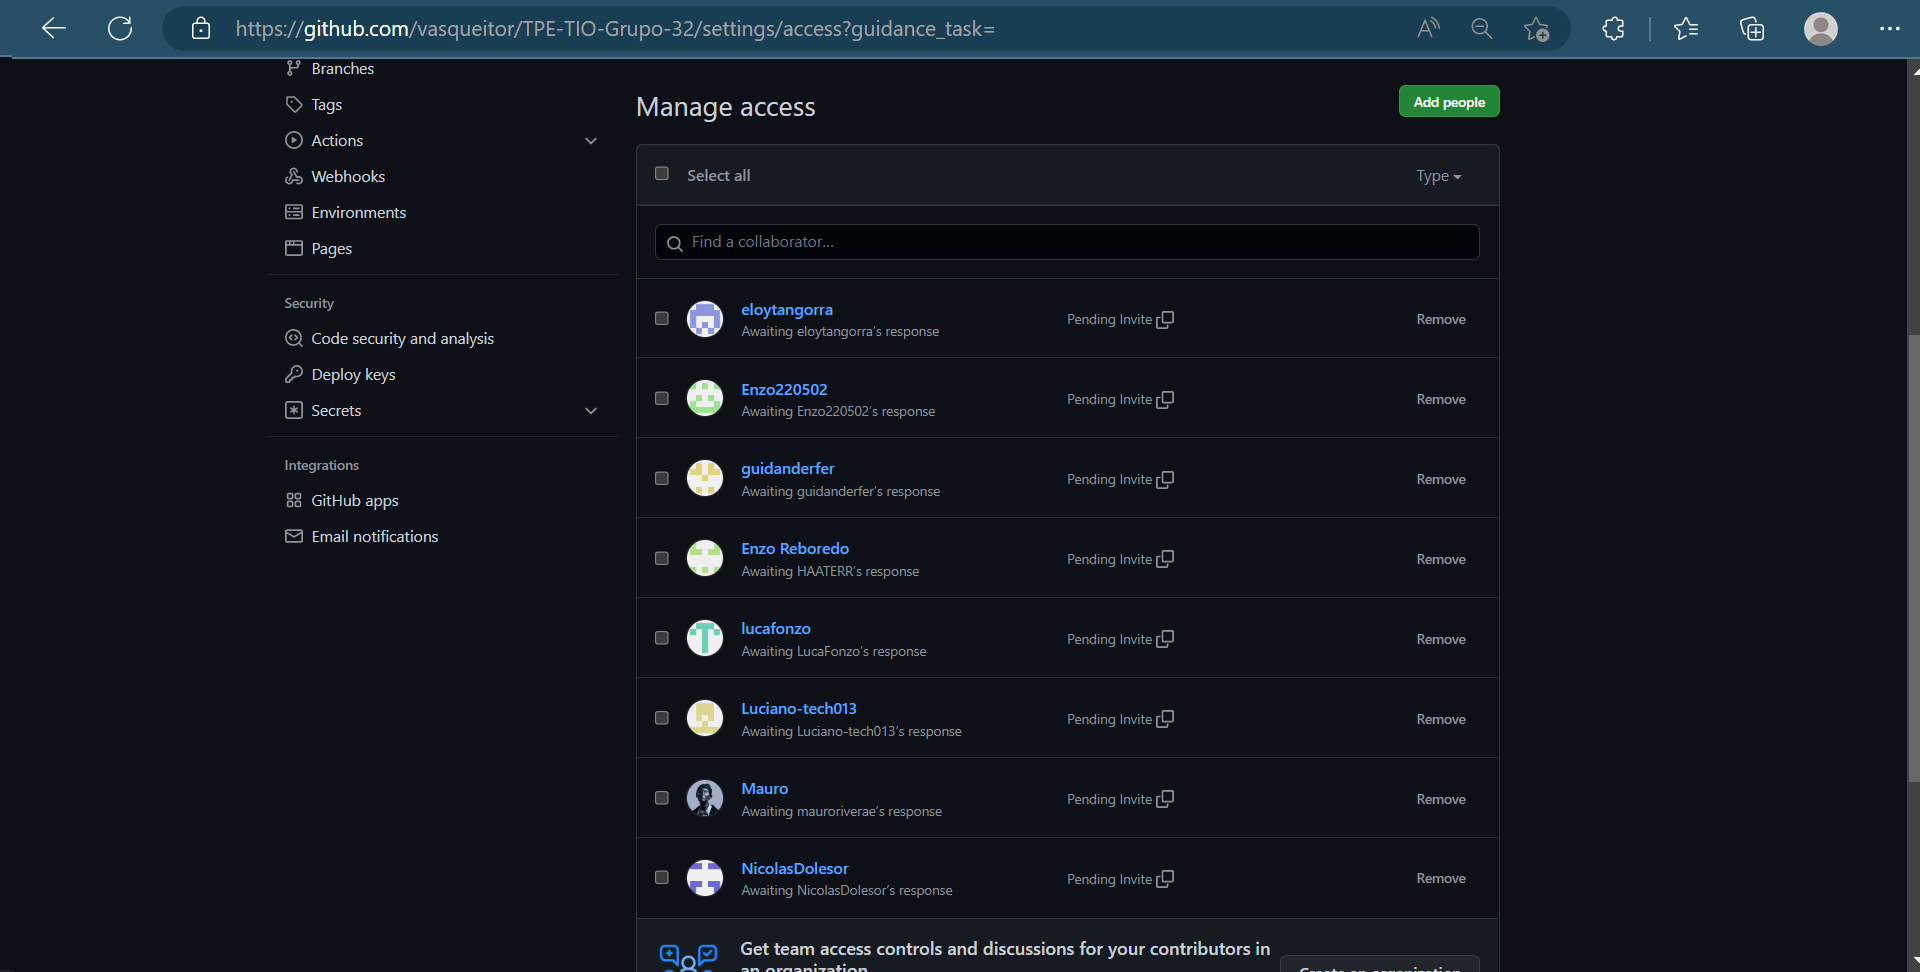 https://github.com/vasqueitor/TPE-TIO-Grupo-32/settings/access?guidance_task=
Branches
Tags
Actions
Webhooks
Environments
Pages
Security
Code security and analysis
Deploy keys
Secrets
Integrations
GitHub apps
Email notifications
Manage access
Add people
Select all
Type
Find a collaborator...
eloytangorra
Awaiting eloytangorra's response
Pending Invite
Remove
Enzo220502
Awaiting Enzo220502's response
Pending Invite
Remove
guidanderfer
Awaiting guidanderfer's response
Pending Invite
Remove
Enzo Reboredo
Awaiting HAATERR's response
Pending Invite
Remove
lucafonzo
Awaiting LucaFonzo's response
Pending Invite
Remove
Luciano-tech013
Awaiting Luciano-tech013's response
Pending Invite
Remove
Mauro
Awaiting mauroriverae's response
Pending Invite
Remove
NicolasDolesor
Awaiting NicolasDolesor's response
Pending Invite
Remove
Get team access controls and discussions for your contributors in
an organization
Create an organization